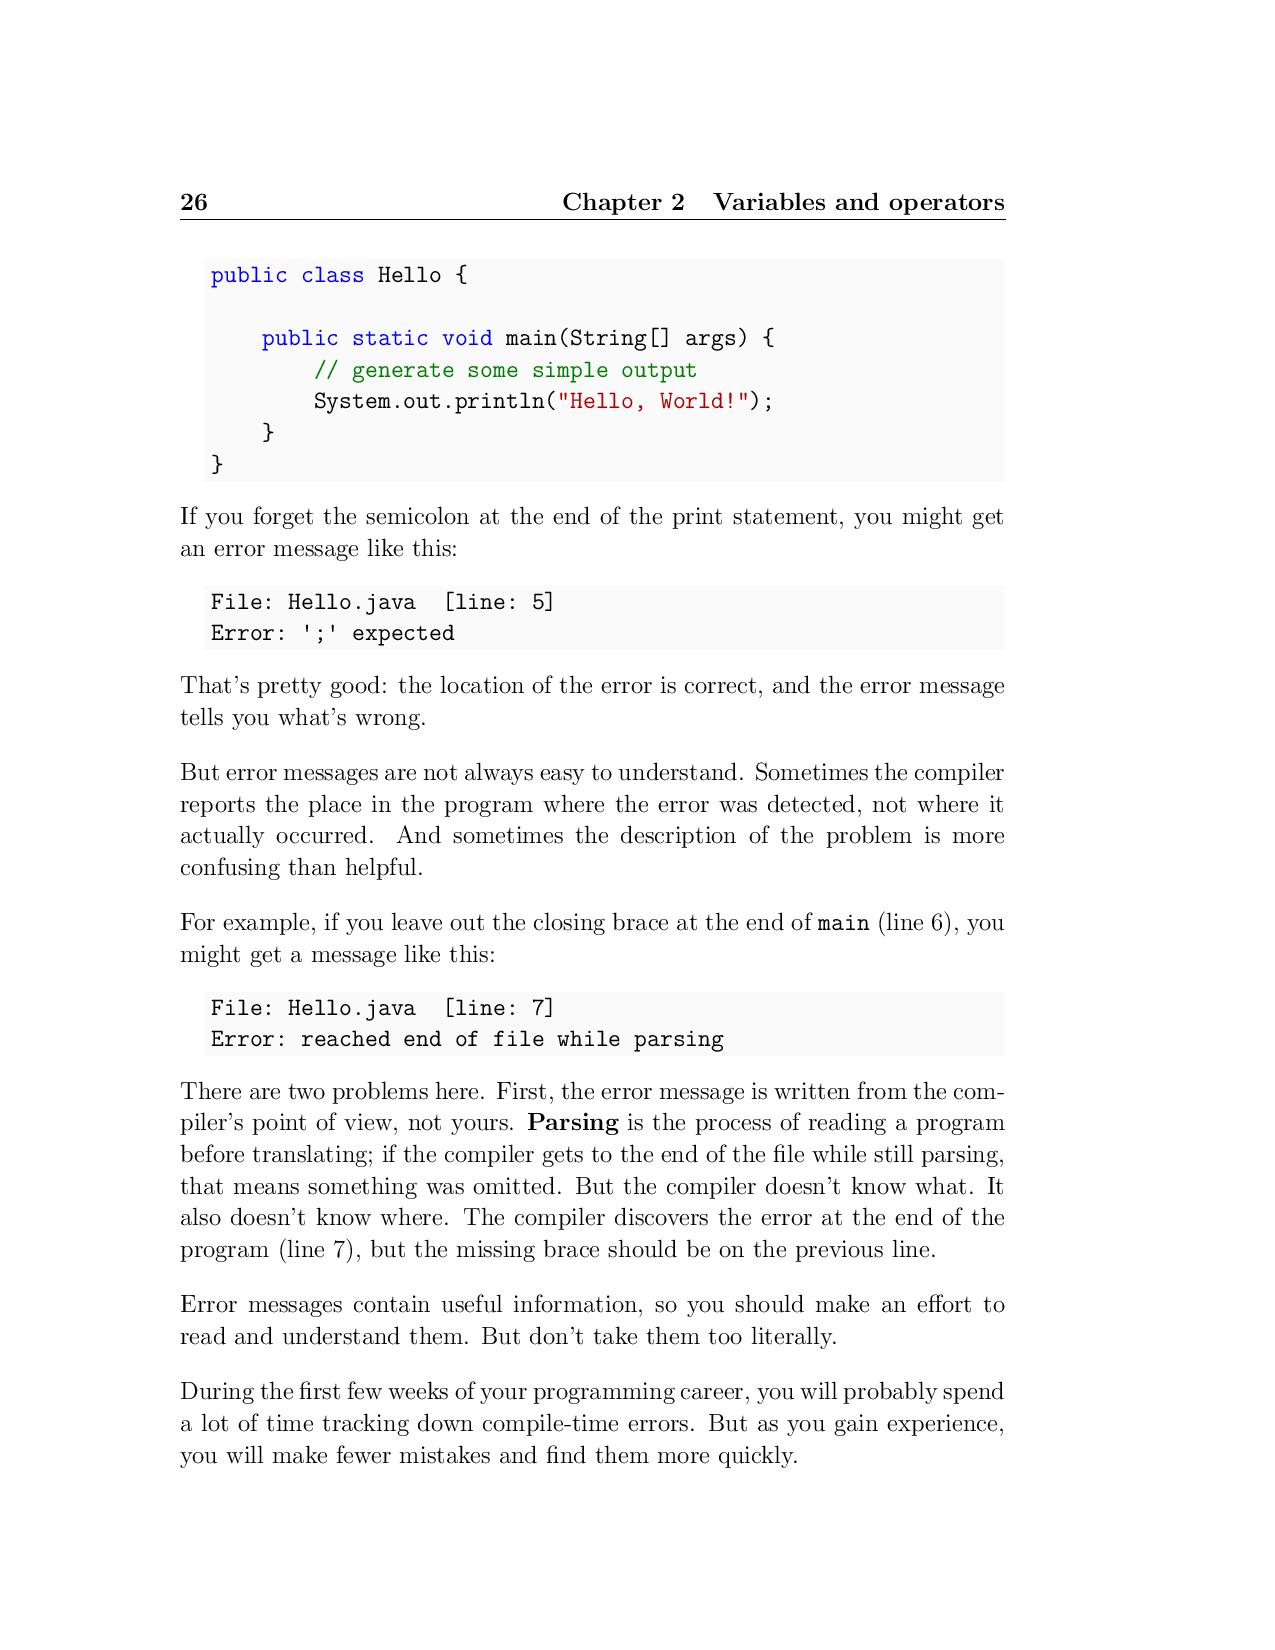 26 Chapter 2 Variables and operators
public class Hello {
    public static void main(String[] args) {
        // generate some simple output
        System.out.println("Hello, World!");
    }
}
If you forget the semicolon at the end of the print statement, you might get
an error message like this:
File: Hello.java  [line: 5]
Error: ';' expected
That's pretty good: the location of the error is correct, and the error message
tells you what's wrong.
But error messages are not always easy to understand. Sometimes the compiler
reports the place in the program where the error was detected, not where it
actually occurred. And sometimes the description of the problem is more
confusing than helpful.
For example, if you leave out the closing brace at the end of main (line 6), you
might get a message like this:
File: Hello.java  [line: 7]
Error: reached end of file while parsing
There are two problems here. First, the error message is written from the com-
piler's point of view, not yours. Parsing is the process of reading a program
before translating; if the compiler gets to the end of the file while still parsing,
that means something was omitted. But the compiler doesn't know what. It
also doesn't know where. The compiler discovers the error at the end of the
program (line 7), but the missing brace should be on the previous line.
Error messages contain useful information, so you should make an effort to
read and understand them. But don't take them too literally.
During the first few weeks of your programming career, you will probably spend
a lot of time tracking down compile-time errors. But as you gain experience,
you will make fewer mistakes and find them more quickly.